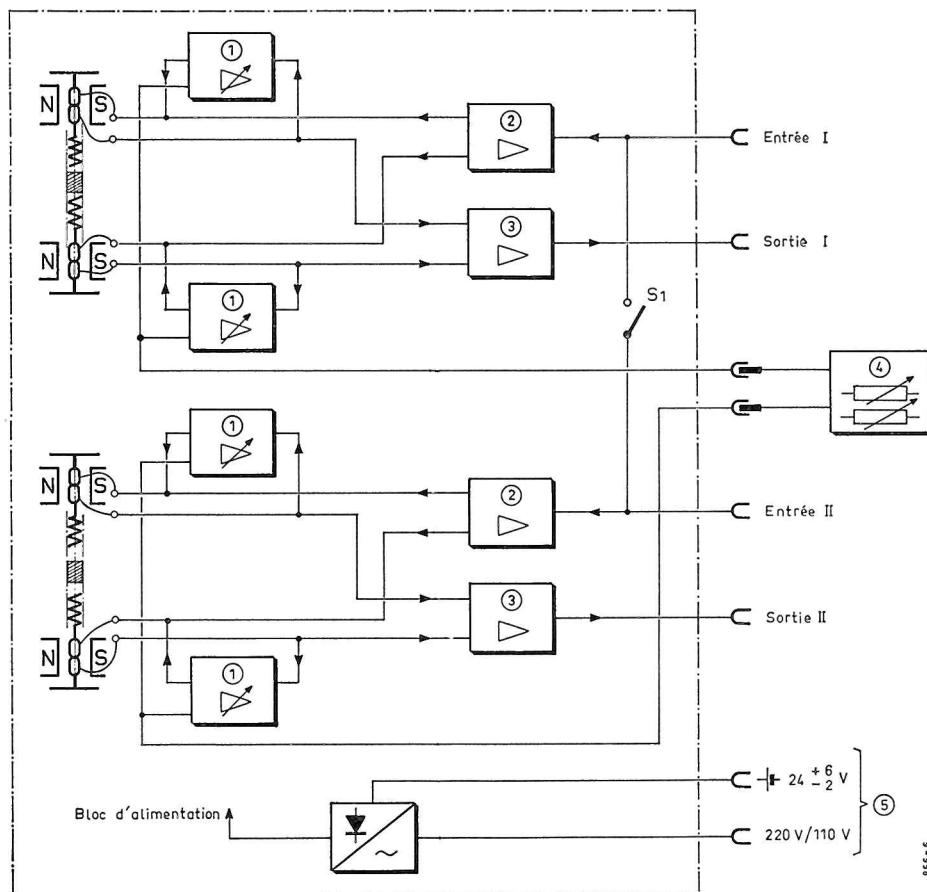 ①
N S
② Entrée I
③ Sortie I
N S
① S1
④
①
N S
② Entrée II
③ Sortie II
N S
①
24 +6 −2 V
Bloc d'alimentation ⑤
~ 220 V/110 V